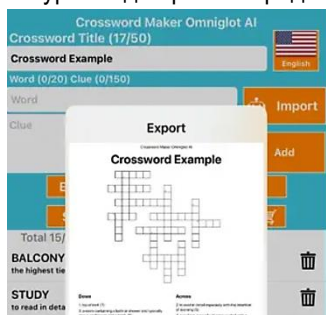 Crossword Maker Omniglot AI
Crossword Title (17/50)
Crossword Example
English
Word (0/20) Clue (0/150)
Word
Import
Clue
Export
Crossword Maker Omniglot AI
Crossword Example
Add
Total 15/
BALCONY
the highest tie
STUDY
to read in deta
Down
Across